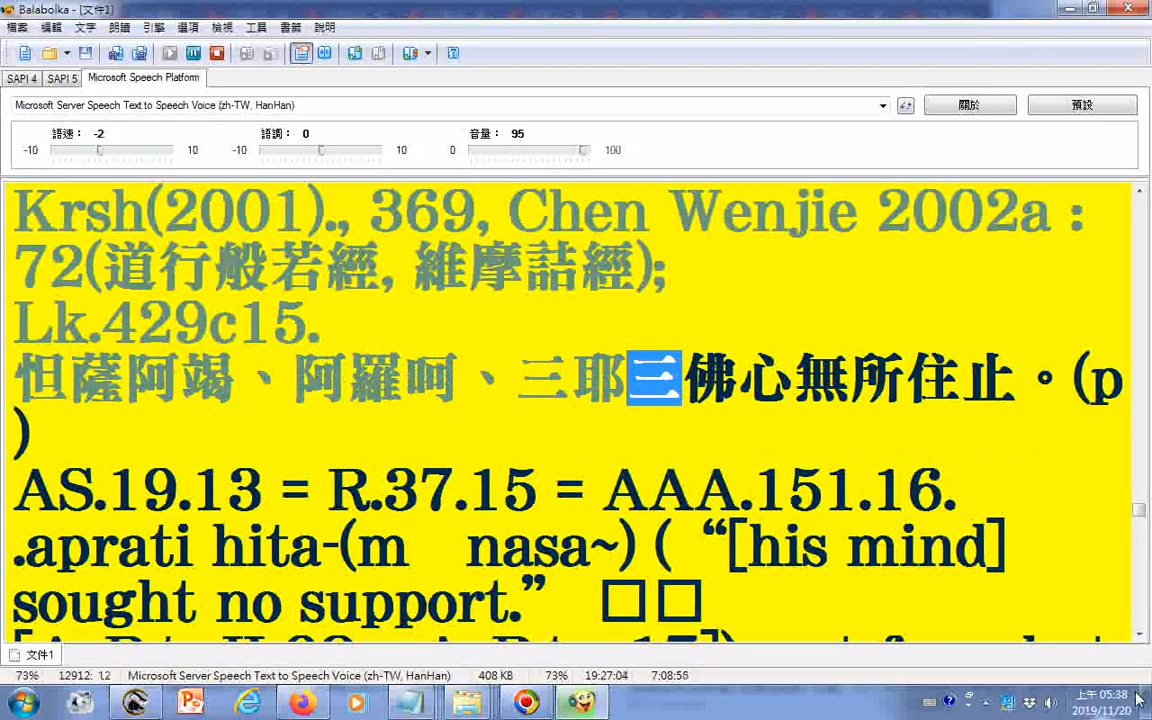 Balabolka - [文件1]
檔案 編輯 文字 朗讀 引擎 選項 檢視 工具 書籤 說明
SAPI 4 SAPI 5 Microsoft Speech Platform
Microsoft Server Speech Text to Speech Voice (zh-TW, HanHan) 關於 預設
語速： -2 語調： 0 音量： 95
-10 10 -10 10 0 100
Krsh(2001)., 369, Chen Wenjie 2002a :
72(道行般若經, 維摩詰經);
Lk.429c15.
怛薩阿竭、阿羅呵、三耶三佛心無所住止。(p
)
AS.19.13 = R.37.15 = AAA.151.16.
.aprati hita-(m nasa~) ( “[his mind]
sought no support.” □□
文件1
73% 12912: 12 Microsoft Server Speech Text to Speech Voice (zh-TW, HanHan) 408 KB 73% 19:27:04 7:08:56
上午 05:38
2019/11/20